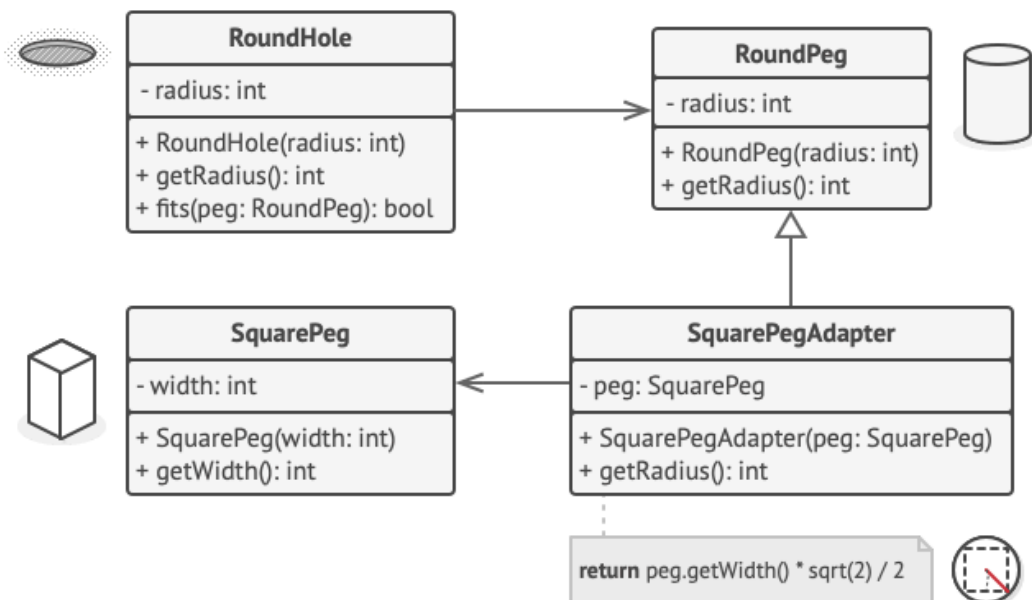 RoundHole
- radius: int
+ RoundHole(radius: int)
+ getRadius(): int
+ fits(peg: RoundPeg): bool
RoundPeg
- radius: int
+ RoundPeg(radius: int)
+ getRadius(): int
SquarePeg
- width: int
+ SquarePeg(width: int)
+ getWidth(): int
SquarePegAdapter
- peg: SquarePeg
+ SquarePegAdapter(peg: SquarePeg)
+ getRadius(): int
return peg.getWidth() * sqrt(2) / 2